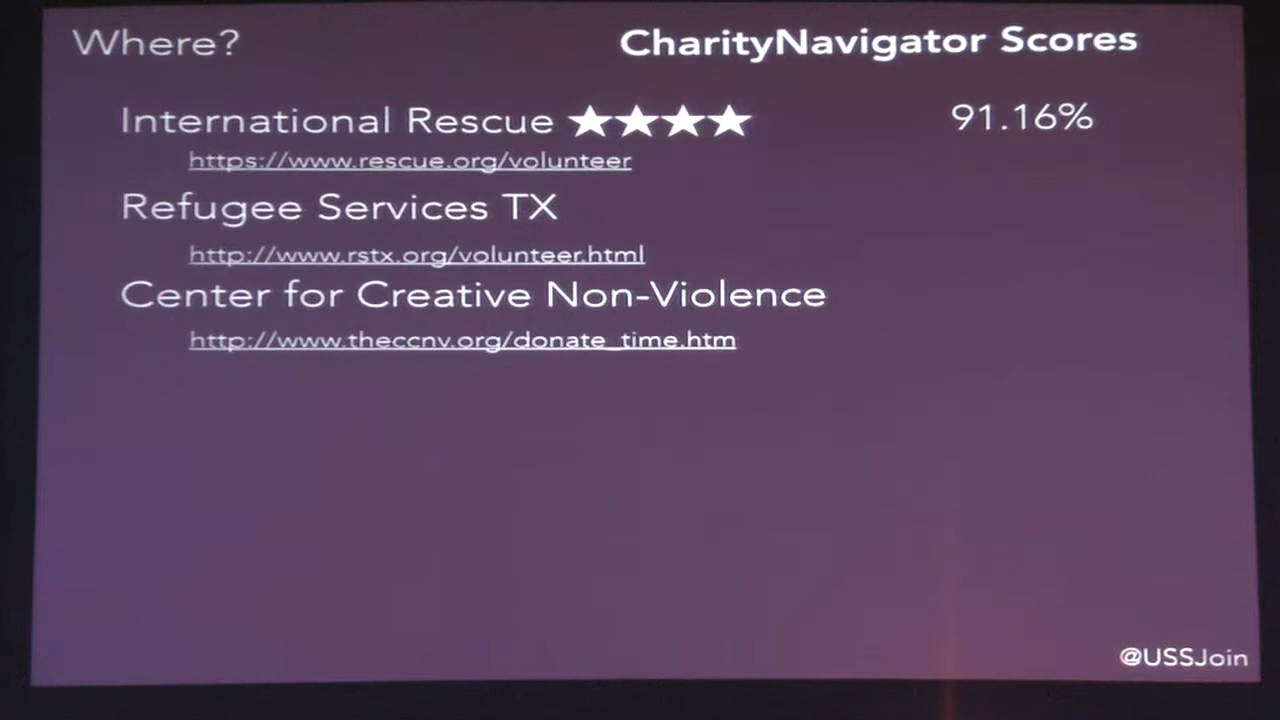 Where? CharityNavigator Scores
International Rescue ★★★★ 91.16%
https://www.rescue.org/volunteer
Refugee Services TX
http://www.rstx.org/volunteer.html
Center for Creative Non-Violence
http://www.theccnv.org/donate_time.htm
@USSJoin